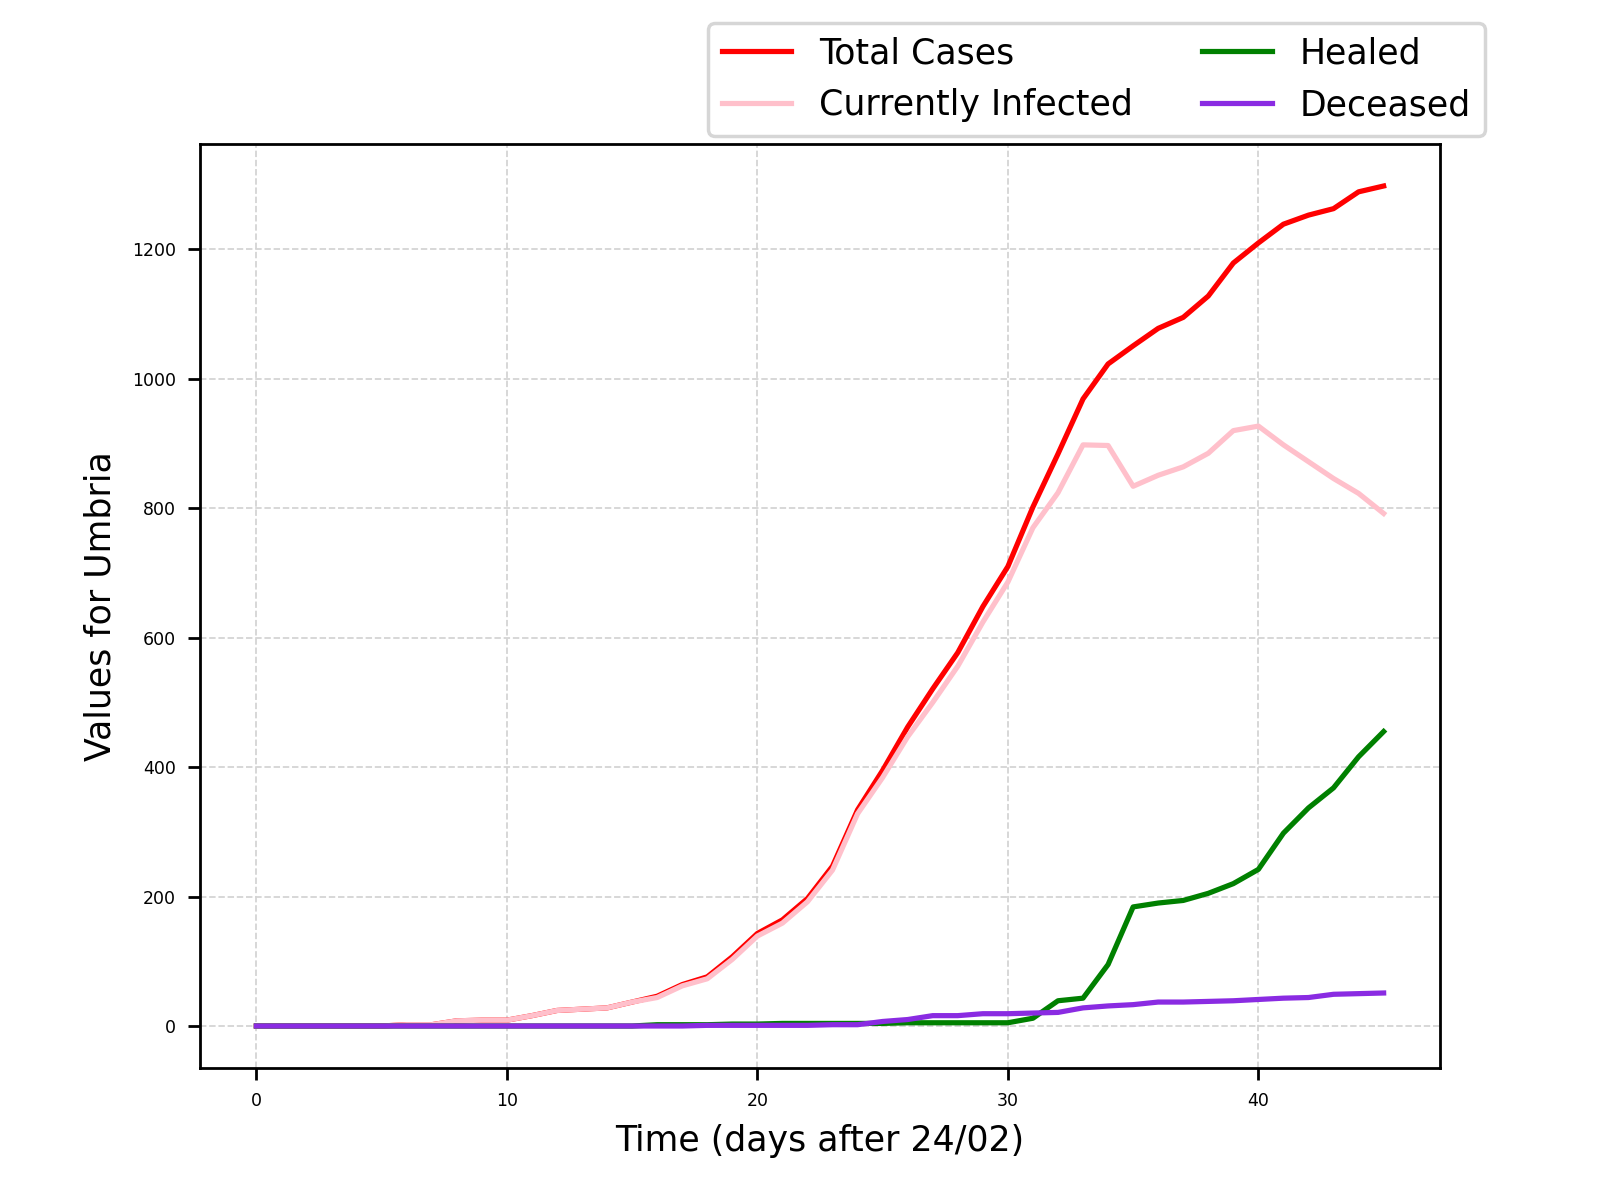 Total Cases
Currently Infected
Healed
Deceased
Values for Umbria
1200
1000
800
600
400
200
0
0 10 20 30 40
Time (days after 24/02)